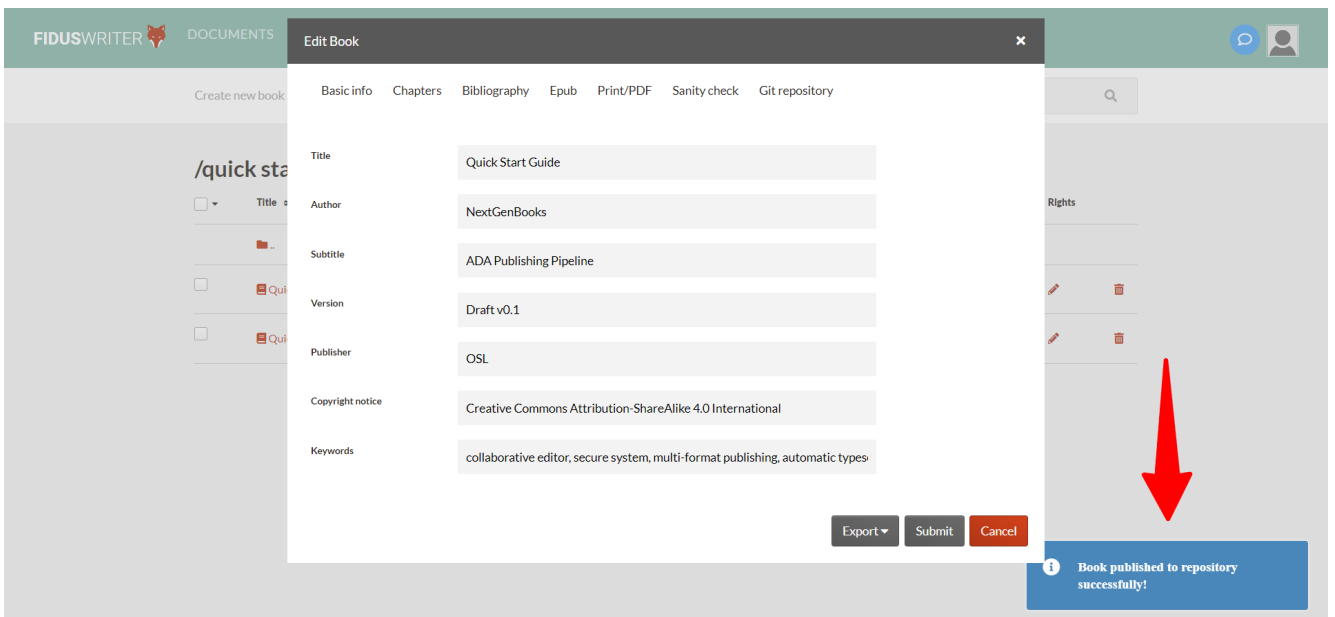 FIDUSWRITER DOCUMENTS
Edit Book
Create new book
Basic info Chapters Bibliography Epub Print/PDF Sanity check Git repository
/quick sta
Title
Rights
..
Qui
Qui
Title Quick Start Guide
Author NextGenBooks
Subtitle ADA Publishing Pipeline
Version Draft v0.1
Publisher OSL
Copyright notice Creative Commons Attribution-ShareAlike 4.0 International
Keywords collaborative editor, secure system, multi-format publishing, automatic types
Export Submit Cancel
Book published to repository
successfully!